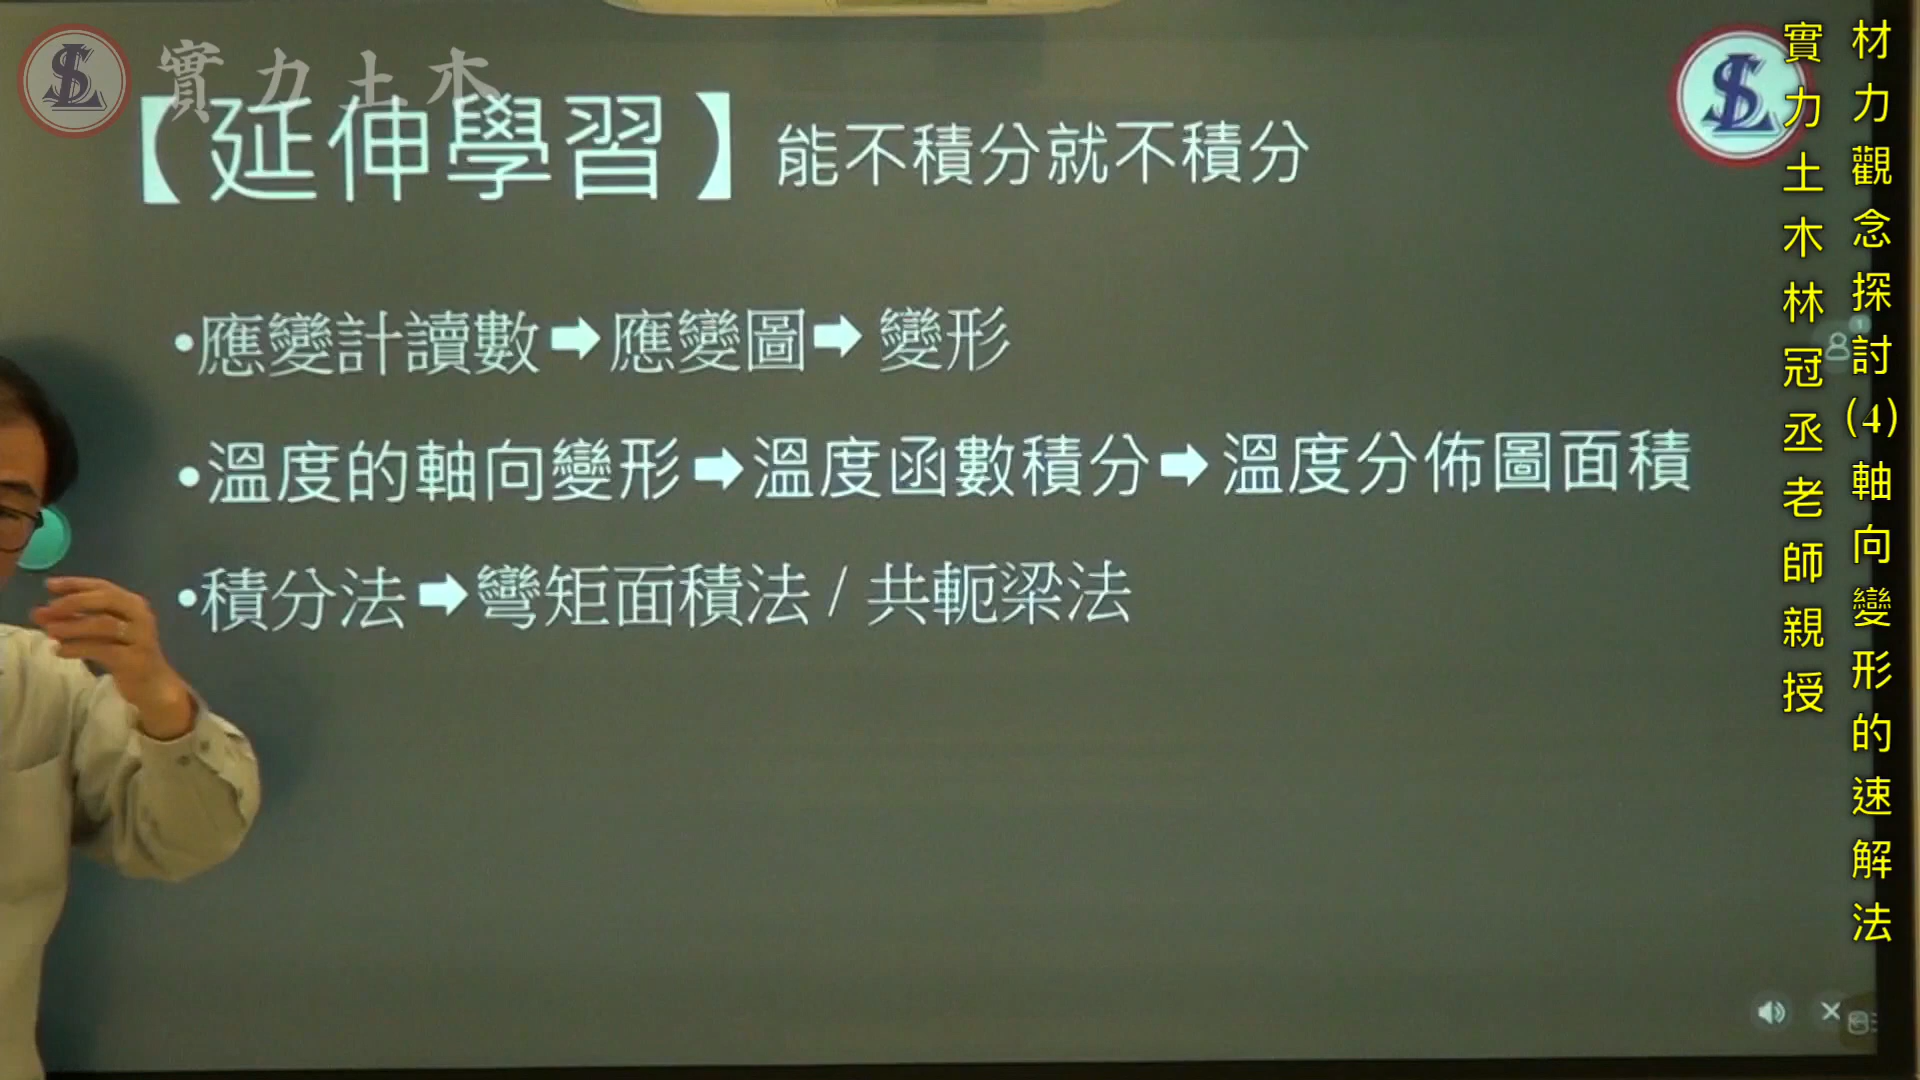 實力土木
【延伸學習】能不積分就不積分
•應變計讀數➡應變圖➡變形
•溫度的軸向變形➡溫度函數積分➡溫度分佈圖面積
•積分法➡彎矩面積法 / 共軛梁法
材力觀念探討(4)軸向變形的速解法
實力土木林冠丞老師親授